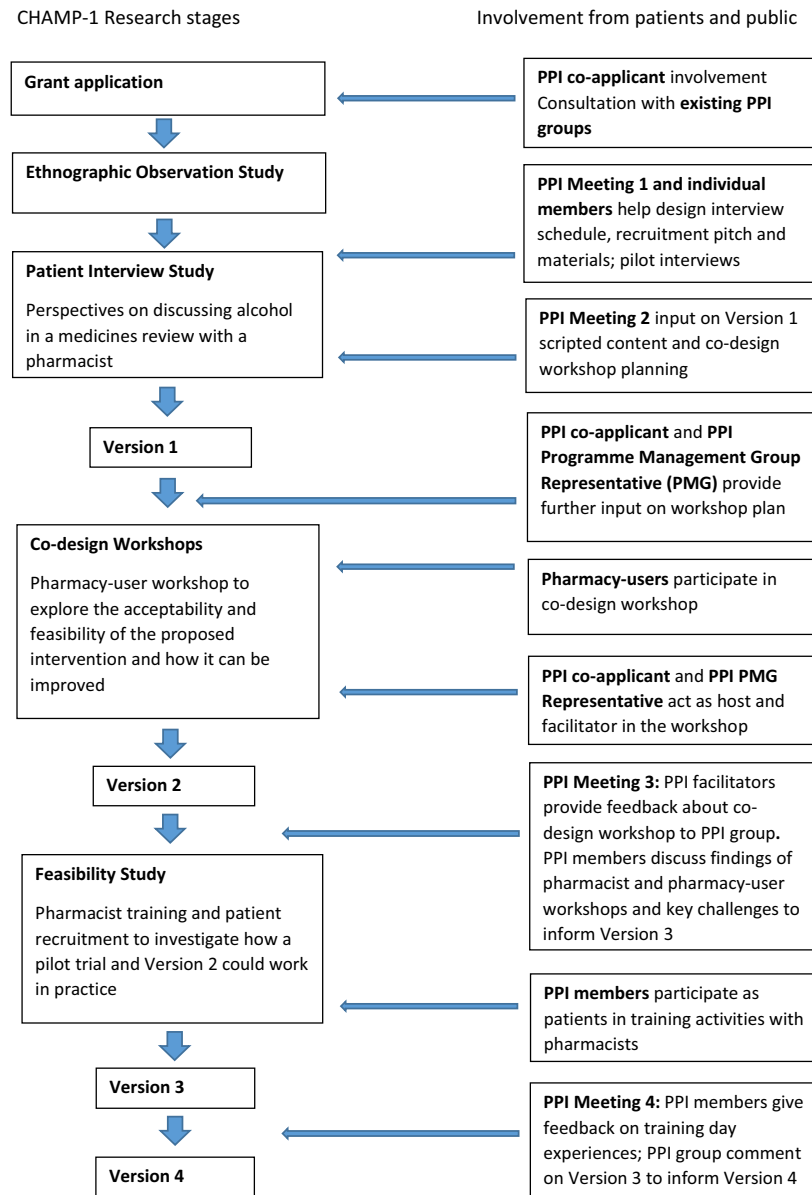 CHAMP-1 Research stages
Involvement from patients and public
Grant application
PPI co-applicant involvement
Consultation with existing PPI
groups
Ethnographic Observation Study
PPI Meeting 1 and individual
members help design interview
schedule, recruitment pitch and
materials; pilot interviews
Patient Interview Study
Perspectives on discussing alcohol
in a medicines review with a
pharmacist
PPI Meeting 2 input on Version 1
scripted content and co-design
workshop planning
Version 1
PPI co-applicant and PPI
Programme Management Group
Representative (PMG) provide
further input on workshop plan
Co-design Workshops
Pharmacy-user workshop to
explore the acceptability and
feasibility of the proposed
intervention and how it can be
improved
Pharmacy-users participate in
co-design workshop
PPI co-applicant and PPI PMG
Representative act as host and
facilitator in the workshop
Version 2
PPI Meeting 3: PPI facilitators
provide feedback about co-
design workshop to PPI group.
PPI members discuss findings of
pharmacist and pharmacy-user
workshops and key challenges to
inform Version 3
Feasibility Study
Pharmacist training and patient
recruitment to investigate how a
pilot trial and Version 2 could work
in practice
PPI members participate as
patients in training activities with
pharmacists
Version 3
PPI Meeting 4: PPI members give
feedback on training day
experiences; PPI group comment
on Version 3 to inform Version 4
Version 4